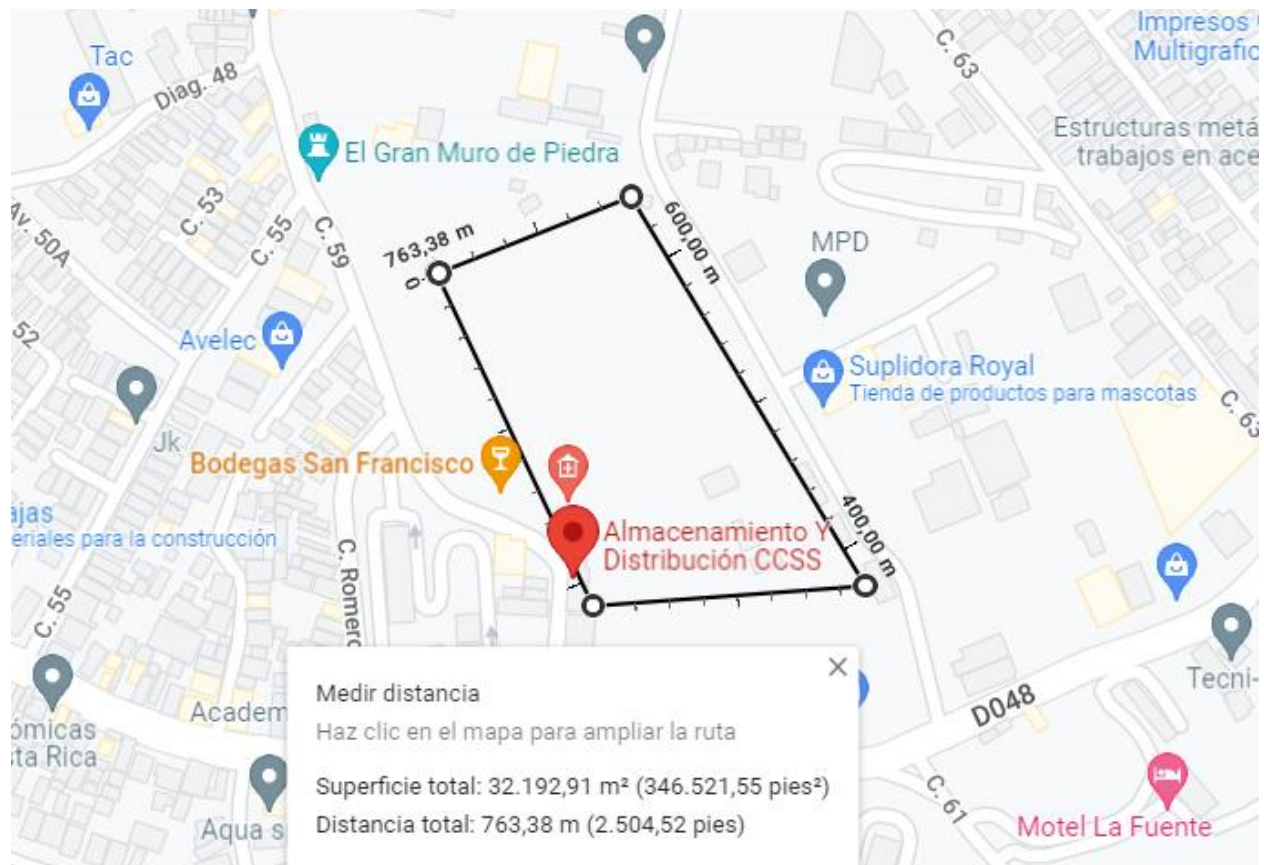 Impresos
Multigrafic
Tac
Diag. 48
C. 63
Estructuras metá
trabajos en ace
El Gran Muro de Piedra
C. 53
C. 55
Av. 50A
C. 59
763,38 m
0
600,00 m
MPD
52
Avelec
Suplidora Royal
Tienda de productos para mascotas
C. 63
Jk
Bodegas San Francisco
400,00 m
ajas
eriales para la construcción
Almacenamiento Y
Distribución CCSS
C. Romero
C. 55
Medir distancia
Haz clic en el mapa para ampliar la ruta
Superficie total: 32.192,91 m² (346.521,55 pies²)
Distancia total: 763,38 m (2.504,52 pies)
Tecni-
D048
Academ
ómicas
sta Rica
C. 61
Aqua s
Motel La Fuente